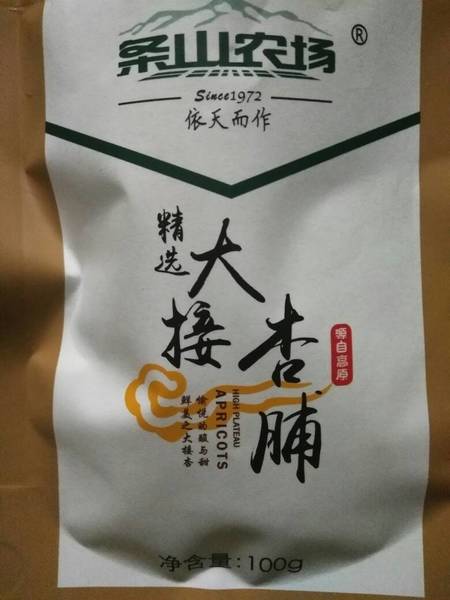 条山农场®
Since1972
依天而作
精选
大接
杏脯
源自高原
HIGH PLATEAU
APRICOTS
愉悦的酸与甜
鲜美之大接杏
净含量:100g